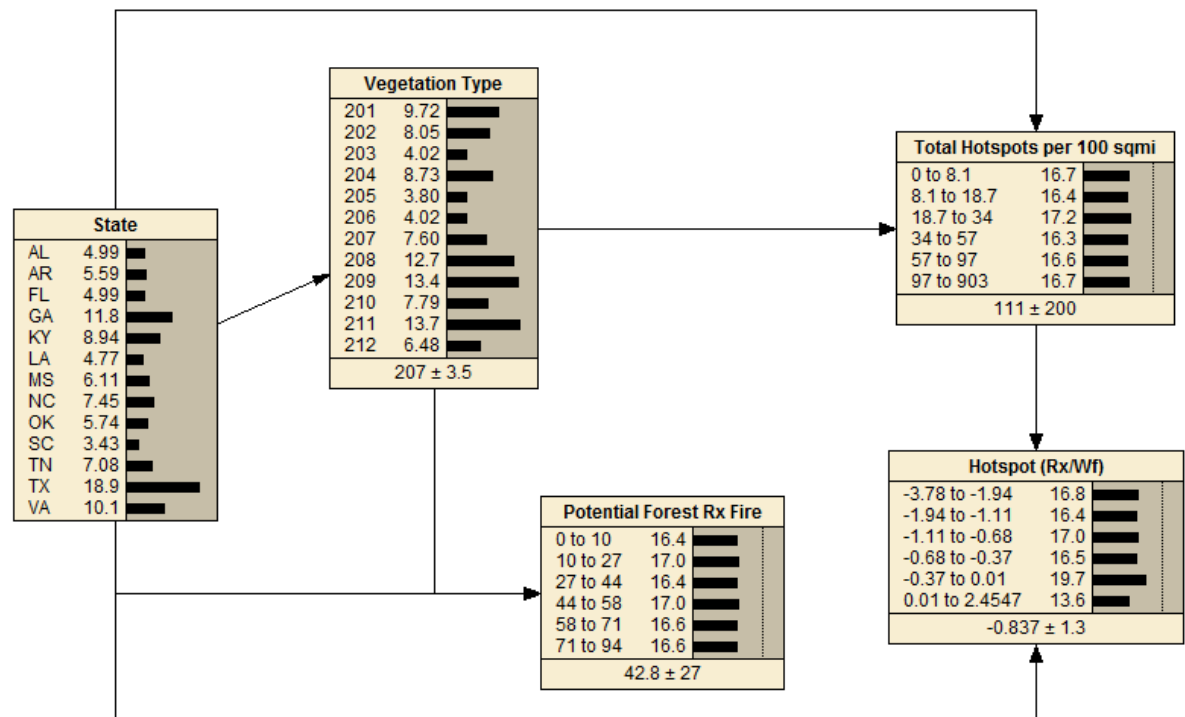 Vegetation Type
201 9.72
202 8.05
203 4.02
204 8.73
205 3.80
206 4.02
207 7.60
208 12.7
209 13.4
210 7.79
211 13.7
212 6.48
207 ± 3.5
Total Hotspots per 100 sqmi
0 to 8.1 16.7
8.1 to 18.7 16.4
18.7 to 34 17.2
34 to 57 16.3
57 to 97 16.6
97 to 903 16.7
111 ± 200
State
AL 4.99
AR 5.59
FL 4.99
GA 11.8
KY 8.94
LA 4.77
MS 6.11
NC 7.45
OK 5.74
SC 3.43
TN 7.08
TX 18.9
VA 10.1
Hotspot (Rx/Wf)
-3.78 to -1.94 16.8
-1.94 to -1.11 16.4
-1.11 to -0.68 17.0
-0.68 to -0.37 16.5
-0.37 to 0.01 19.7
0.01 to 2.4547 13.6
-0.837 ± 1.3
Potential Forest Rx Fire
0 to 10 16.4
10 to 27 17.0
27 to 44 16.4
44 to 58 17.0
58 to 71 16.6
71 to 94 16.6
42.8 ± 27